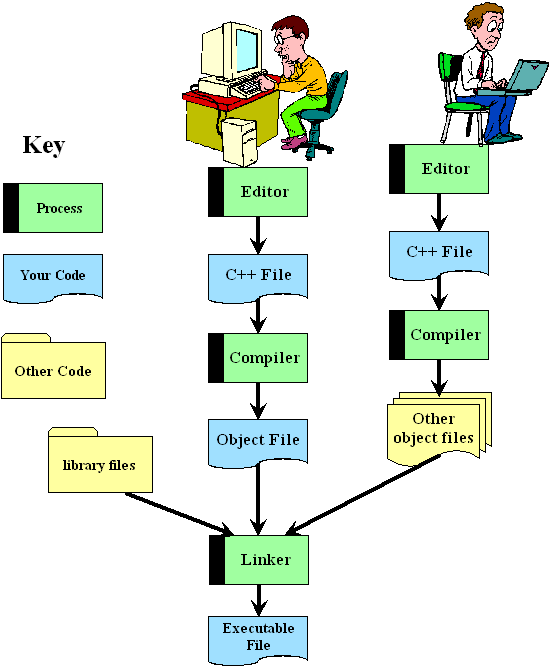 Key
Process
Your Code
Other Code
library files
Editor
C++ File
Compiler
Object File
Linker
Executable
File
Editor
C++ File
Compiler
Other
object files